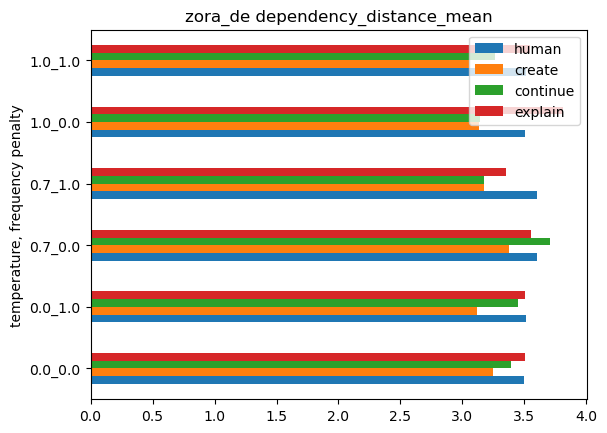 zora_de dependency_distance_mean
temperature, frequency penalty
1.0_1.0
1.0_0.0
0.7_1.0
0.7_0.0
0.0_1.0
0.0_0.0
human
create
continue
explain
0.0 0.5 1.0 1.5 2.0 2.5 3.0 3.5 4.0